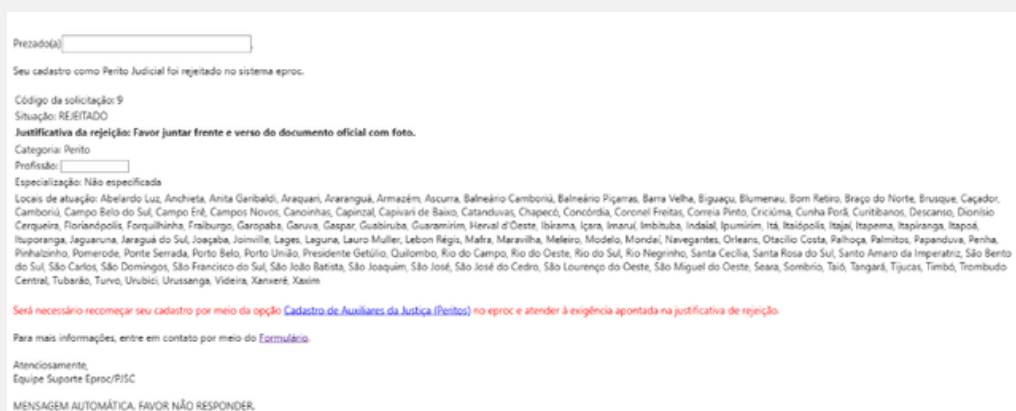 Prezado(a) ,
Seu cadastro como Perito Judicial foi rejeitado no sistema eproc.
Código da solicitação: 9
Situação: REJEITADO
Justificativa da rejeição: Favor juntar frente e verso do documento oficial com foto.
Categoria: Perito
Profissão:
Especialização: Não especificada
Locais de atuação: Abelardo Luz, Anchieta, Anita Garibaldi, Araquari, Araranguá, Armazém, Ascurra, Balneário Camboriú, Balneário Piçarras, Barra Velha, Biguaçu, Blumenau, Bom Retiro, Braço do Norte, Brusque, Caçador,
Camboriú, Campo Belo do Sul, Campo Erê, Campos Novos, Canoinhas, Capinzal, Capivari de Baixo, Catanduvas, Chapecó, Concórdia, Coronel Freitas, Correia Pinto, Criciúma, Cunha Porã, Curitibanos, Descanso, Dionísio
Cerqueira, Florianópolis, Forquilhinha, Fraiburgo, Garopaba, Garuva, Gaspar, Guabiruba, Guaramirim, Herval d'Oeste, Ibirama, Içara, Imaruí, Imbituba, Indaial, Ipumirim, Itá, Itaiópolis, Itajaí, Itapema, Itapiranga, Itapoá,
Ituporanga, Jaguaruna, Jaraguá do Sul, Joaçaba, Joinville, Lages, Laguna, Lauro Muller, Lebon Régis, Mafra, Maravilha, Meleiro, Modelo, Mondaí, Navegantes, Orleans, Otacílio Costa, Palhoça, Palmitos, Papanduva, Penha,
Pinhalzinho, Pomerode, Ponte Serrada, Porto Belo, Porto União, Presidente Getúlio, Quilombo, Rio do Campo, Rio do Oeste, Rio do Sul, Rio Negrinho, Santa Cecília, Santa Rosa do Sul, Santo Amaro da Imperatriz, São Bento
do Sul, São Carlos, São Domingos, São Francisco do Sul, São João Batista, São Joaquim, São José, São José do Cedro, São Lourenço do Oeste, São Miguel do Oeste, Seara, Sombrio, Taió, Tangará, Tijucas, Timbó, Trombudo
Central, Tubarão, Turvo, Urubici, Urussanga, Videira, Xanxerê, Xaxim
Será necessário recomeçar seu cadastro por meio da opção Cadastro de Auxiliares da Justiça (Peritos) no eproc e atender à exigência apontada na justificativa de rejeição.
Para mais informações, entre em contato por meio do Formulário.
Atenciosamente,
Equipe Suporte Eproc/PJSC
MENSAGEM AUTOMÁTICA. FAVOR NÃO RESPONDER.